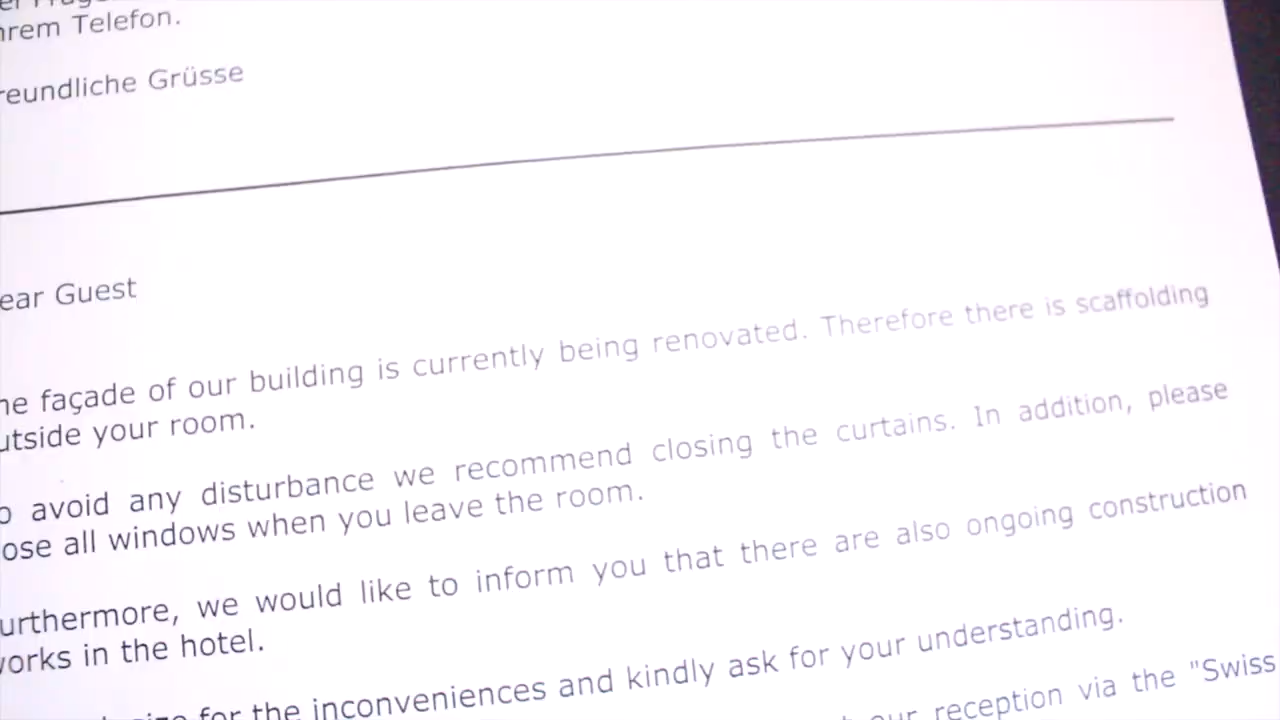 hrem Telefon.
reundliche Grüsse
ear Guest
he façade of our building is currently being renovated. Therefore there is scaffolding
utside your room.
o avoid any disturbance we recommend closing the curtains. In addition, please
ose all windows when you leave the room.
urthermore, we would like to inform you that there are also ongoing construction
orks in the hotel.
for the inconveniences and kindly ask for your understanding.
our reception via the "Swiss